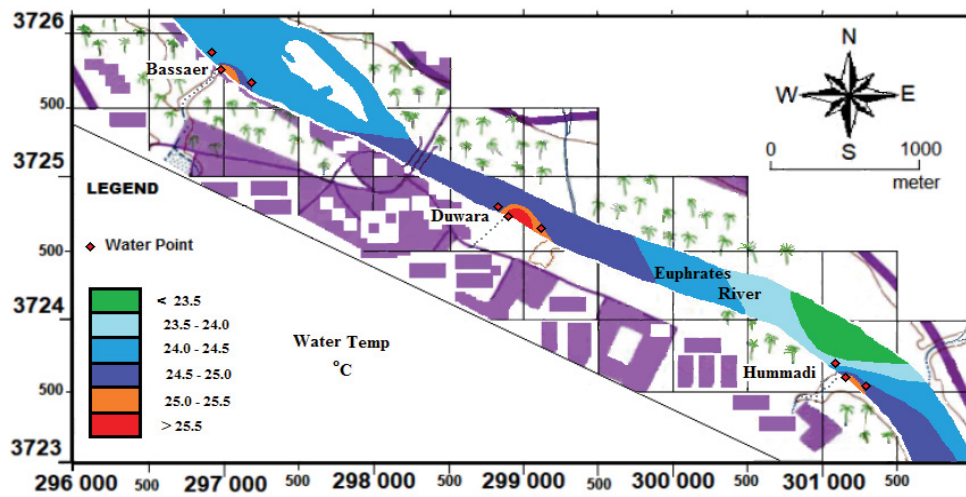 3726
500
3725
500
3724
500
3723
296 000
500
297 000
500
298 000
500
299 000
500
300 000
500
301 000
500
Bassaer
Duwara
Euphrates
River
Hummadi
N
W
E
S
0
1000
meter
LEGEND
Water Point
< 23.5
23.5 - 24.0
24.0 - 24.5
24.5 - 25.0
25.0 - 25.5
> 25.5
Water Temp
°C